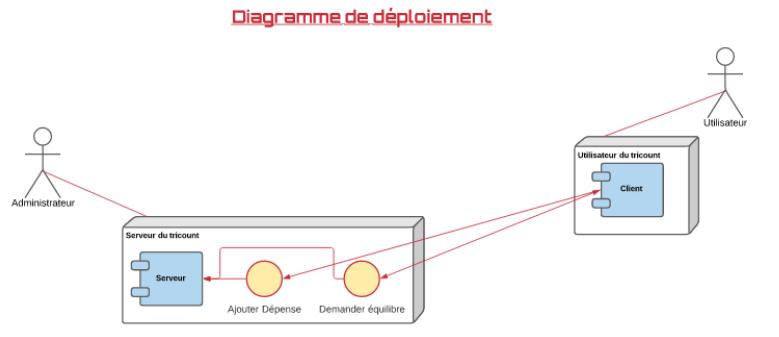 Diagramme de déploiement
Utilisateur
Administrateur
Utilisateur du tricount
Client
Serveur du tricount
Serveur
Ajouter Dépense
Demander équilibre